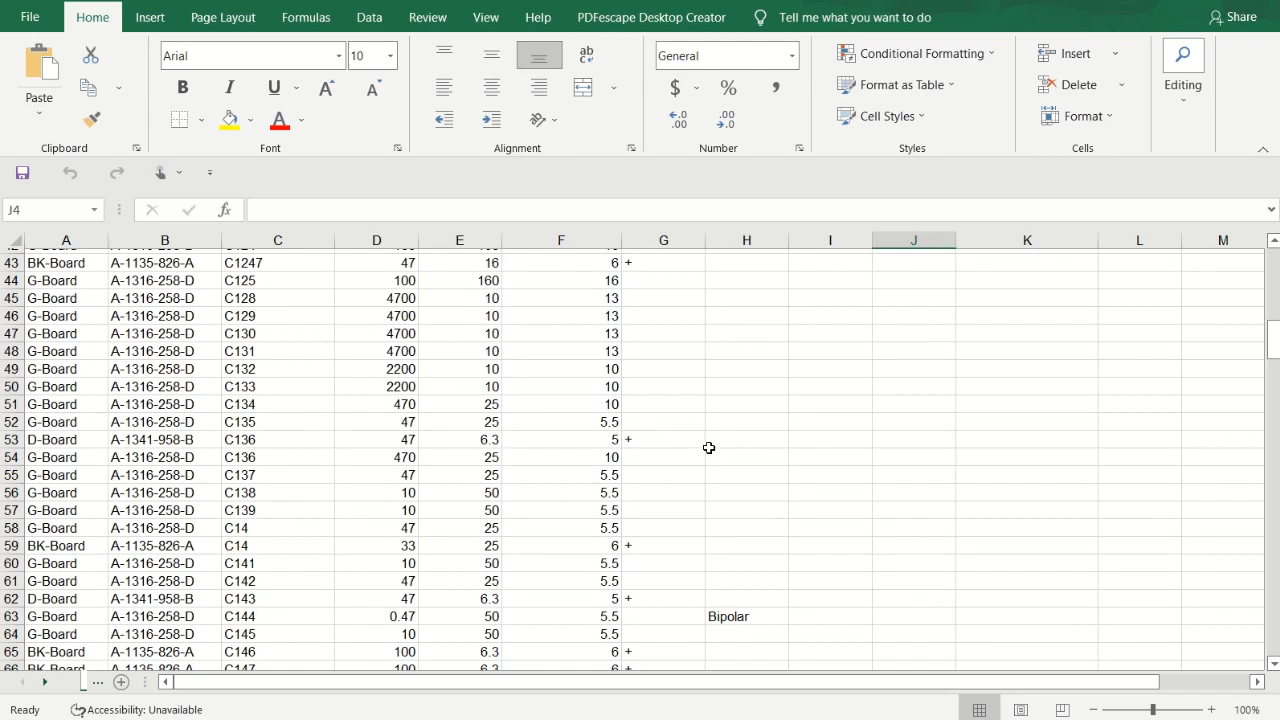 File Home Insert Page Layout Formulas Data Review View Help PDFescape Desktop Creator Tell me what you want to do Share
Paste
Clipboard
Arial 10
B I U
A A
A
Font
ab
c
Alignment
General
$ % ,
.0 .00
.00 .0
Number
Conditional Formatting
Format as Table
Cell Styles
Styles
Insert
Delete
Format
Cells
Editing
J4 fx
A B C D E F G H I J K L M
43 BK-Board A-1135-826-A C1247 47 16 6 +
44 G-Board A-1316-258-D C125 100 160 16
45 G-Board A-1316-258-D C128 4700 10 13
46 G-Board A-1316-258-D C129 4700 10 13
47 G-Board A-1316-258-D C130 4700 10 13
48 G-Board A-1316-258-D C131 4700 10 13
49 G-Board A-1316-258-D C132 2200 10 10
50 G-Board A-1316-258-D C133 2200 10 10
51 G-Board A-1316-258-D C134 470 25 10
52 G-Board A-1316-258-D C135 47 25 5.5
53 D-Board A-1341-958-B C136 47 6.3 5 +
54 G-Board A-1316-258-D C136 470 25 10
55 G-Board A-1316-258-D C137 47 25 5.5
56 G-Board A-1316-258-D C138 10 50 5.5
57 G-Board A-1316-258-D C139 10 50 5.5
58 G-Board A-1316-258-D C14 47 25 5.5
59 BK-Board A-1135-826-A C14 33 25 6 +
60 G-Board A-1316-258-D C141 10 50 5.5
61 G-Board A-1316-258-D C142 47 25 5.5
62 D-Board A-1341-958-B C143 47 6.3 5 +
63 G-Board A-1316-258-D C144 0.47 50 5.5 Bipolar
64 G-Board A-1316-258-D C145 10 50 5.5
65 BK-Board A-1135-826-A C146 100 6.3 6 +
66 BK-Board A-1135-826-A C147 100 6.3 6 +
...
Ready Accessibility: Unavailable 100%